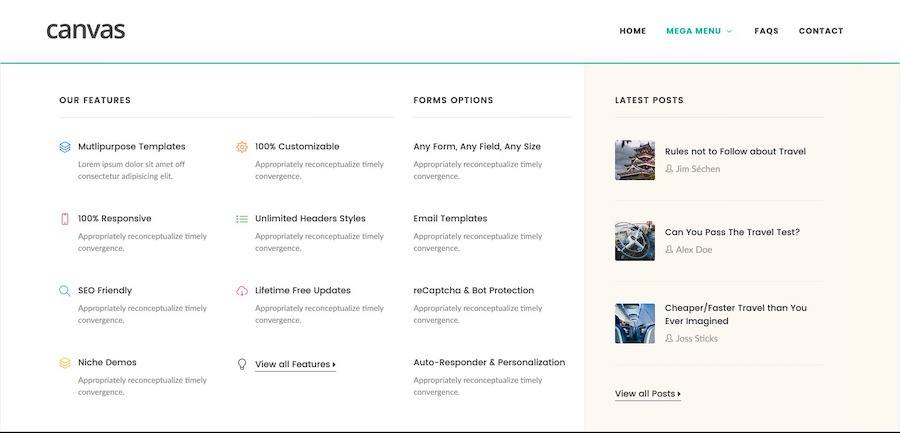 canvas
HOME MEGA MENU FAQS CONTACT
OUR FEATURES
Mutlipurpose Templates
Lorem ipsum dolor sit amet off
consectetur adipisicing elit.
100% Responsive
Appropriately reconceptualize timely
convergence.
SEO Friendly
Appropriately reconceptualize timely
convergence.
Niche Demos
Appropriately reconceptualize timely
convergence.
100% Customizable
Appropriately reconceptualize timely
convergence.
Unlimited Headers Styles
Appropriately reconceptualize timely
convergence.
Lifetime Free Updates
Appropriately reconceptualize timely
convergence.
View all Features
FORMS OPTIONS
Any Form, Any Field, Any Size
Appropriately reconceptualize timely
convergence.
Email Templates
Appropriately reconceptualize timely
convergence.
reCaptcha & Bot Protection
Appropriately reconceptualize timely
convergence.
Auto-Responder & Personalization
Appropriately reconceptualize timely
convergence.
LATEST POSTS
Rules not to Follow about Travel
Jim Séchen
Can You Pass The Travel Test?
Alex Doe
Cheaper/Faster Travel than You
Ever Imagined
Joss Sticks
View all Posts